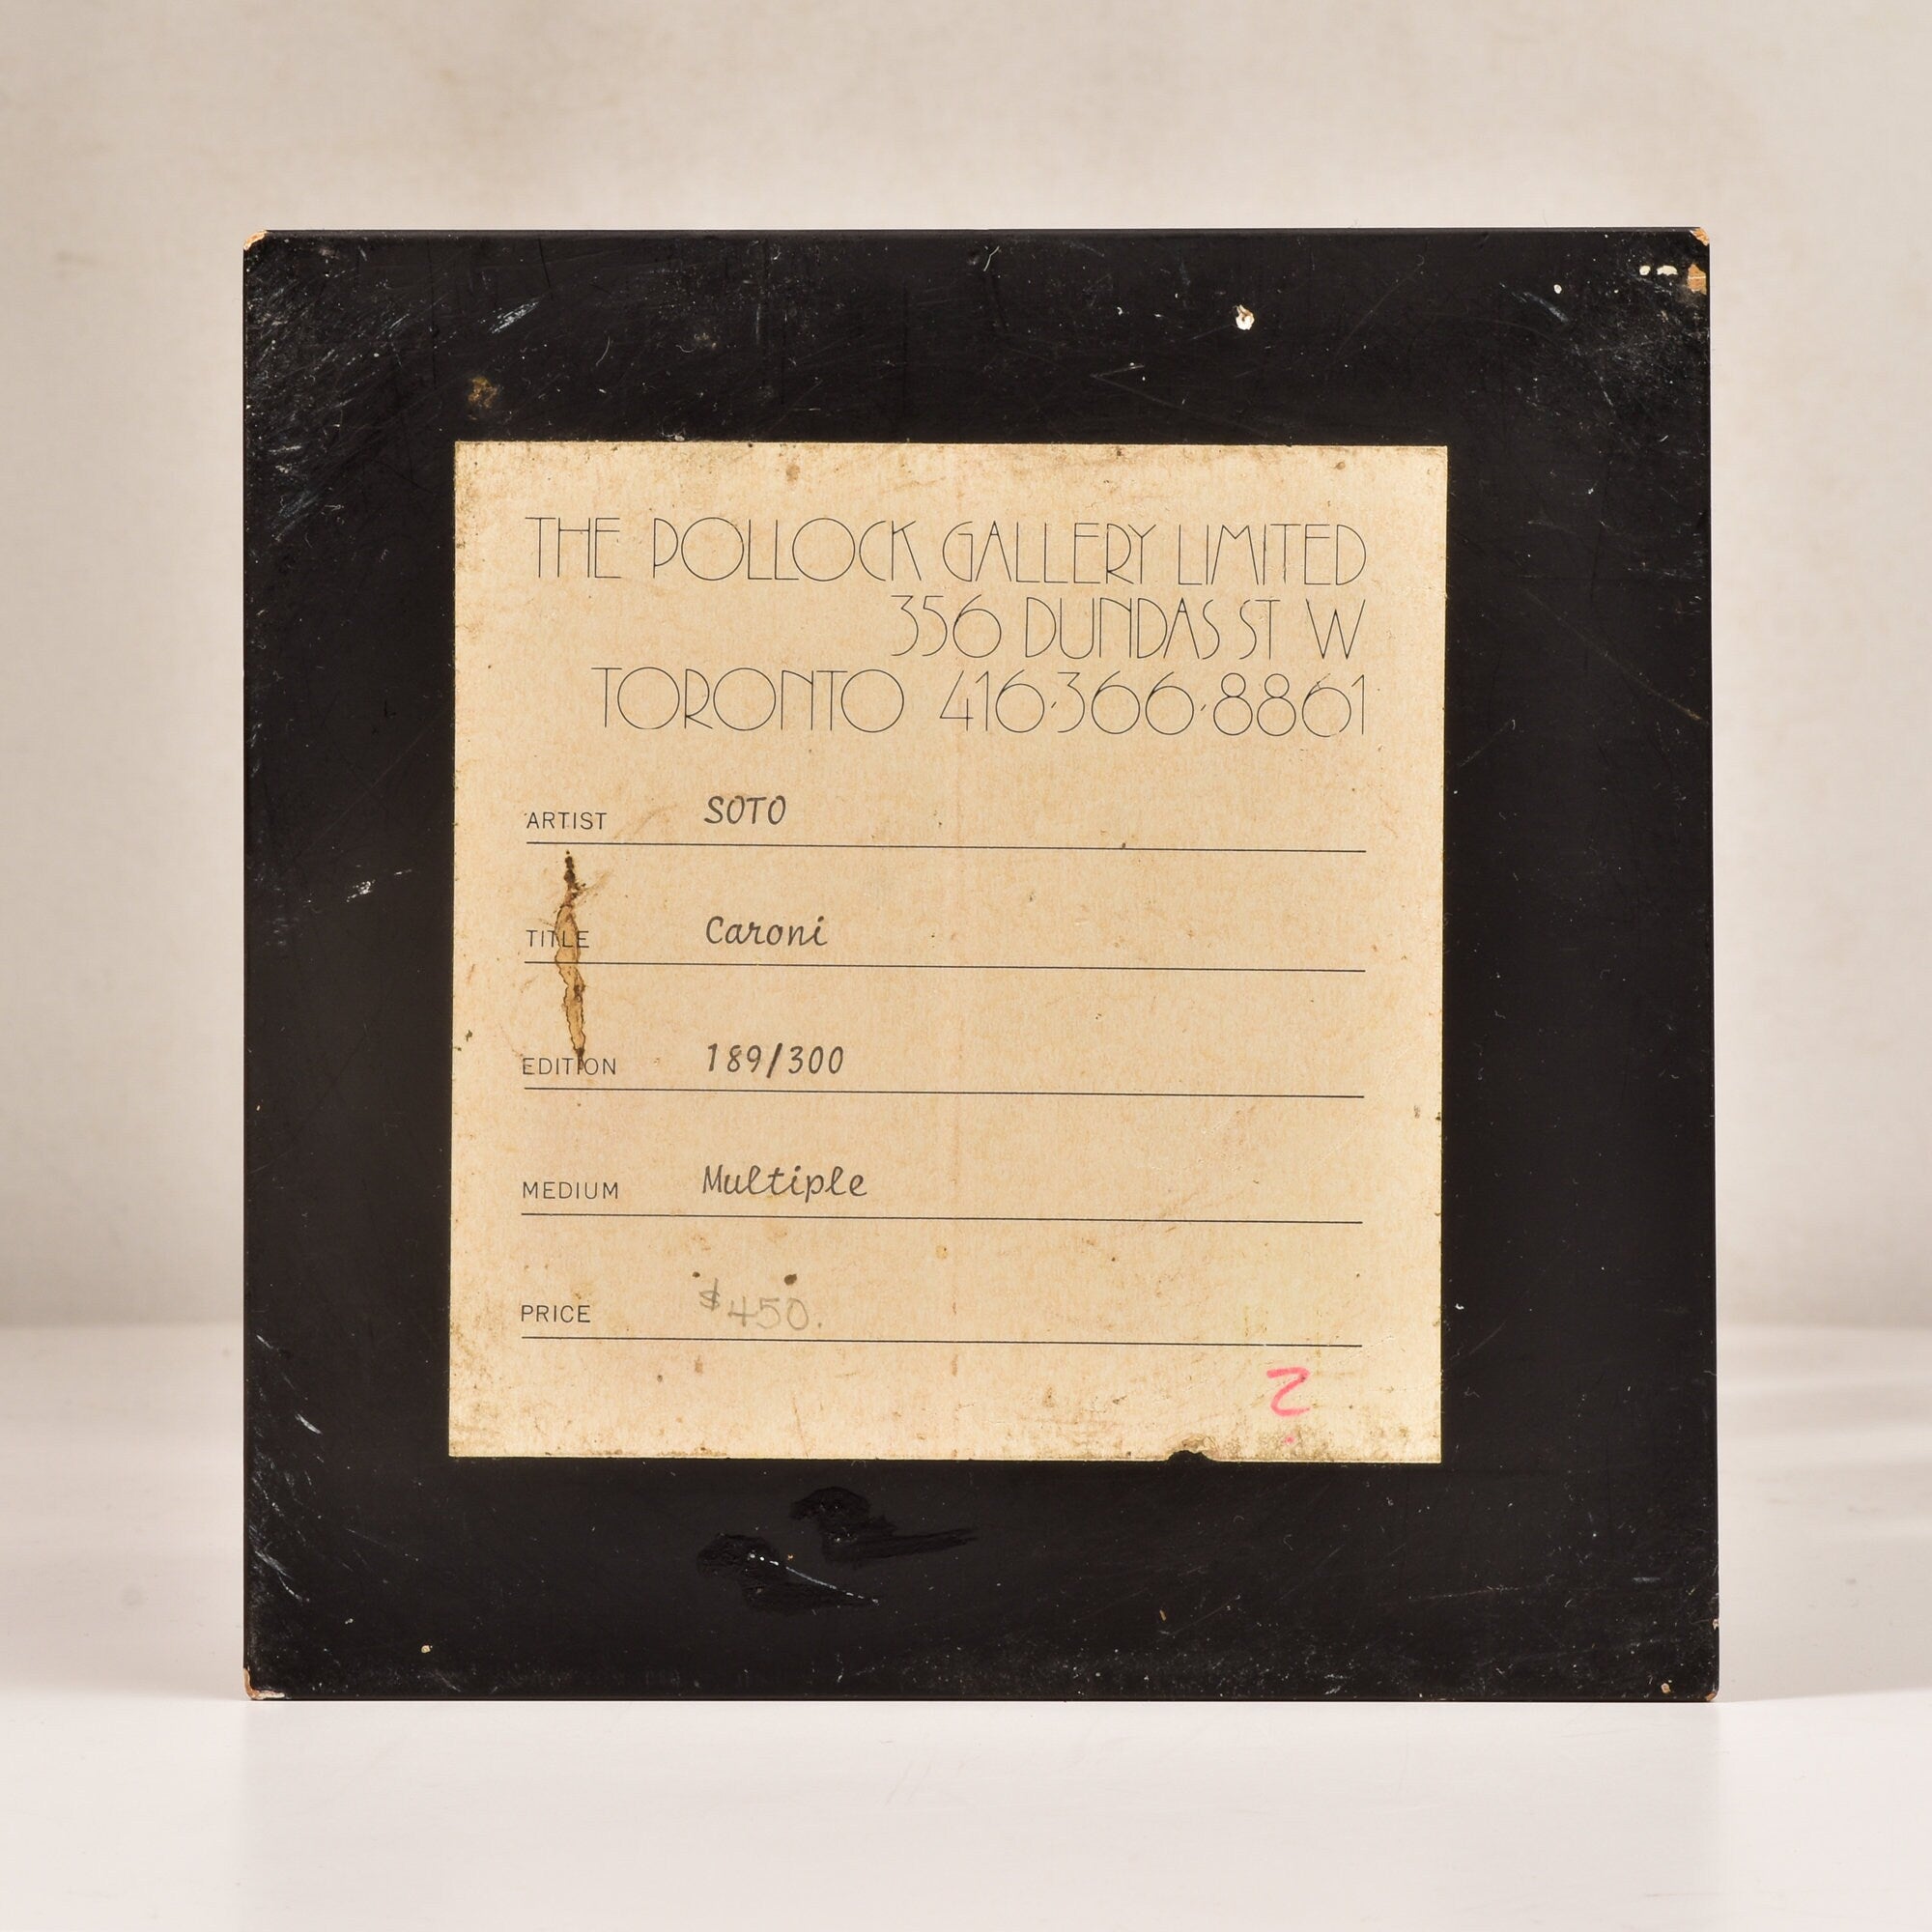 THE POLLOCK GALLERY LIMITED
356 DUNDAS ST W
TORONTO 416·366·8861
ARTIST SOTO
TITLE Caroni
EDITION 189/300
MEDIUM Multiple
PRICE $450.
2